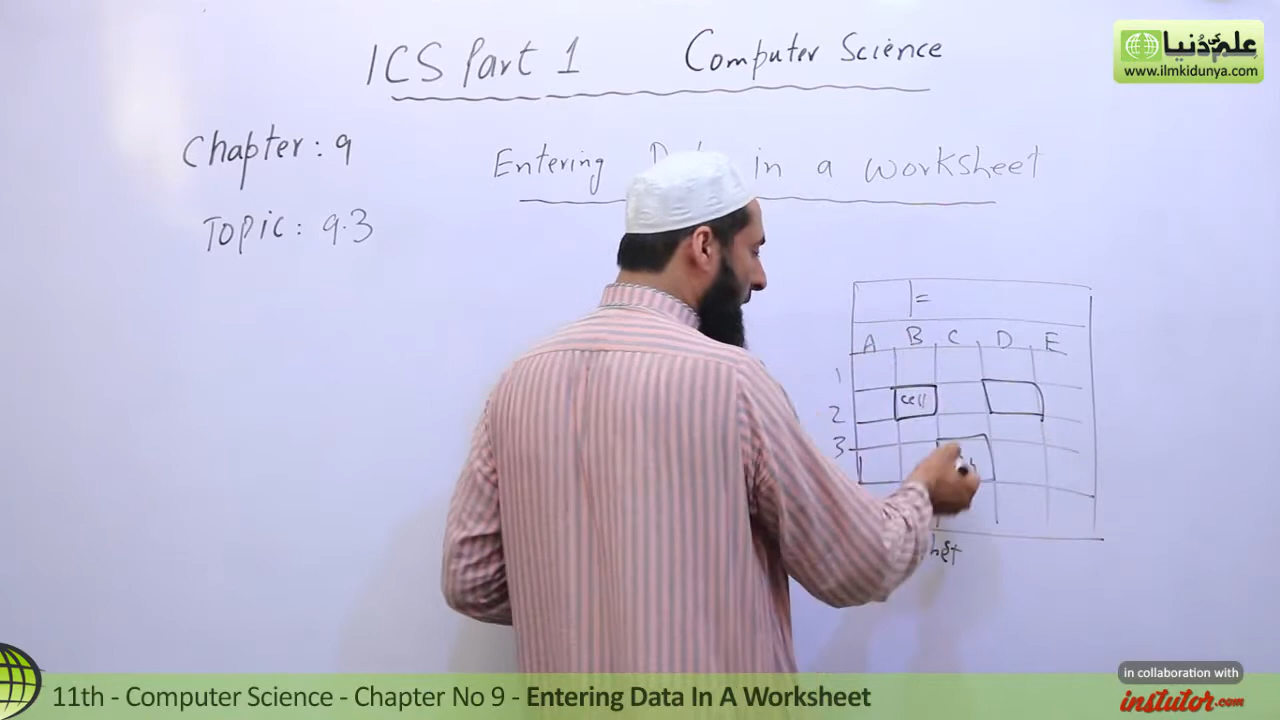 ICS Part 1 Computer Science
علم کی دُنیا
www.ilmkidunya.com
Chapter: 9
Entering in a worksheet
Topic: 9.3
=
A B C D E
1
cell
2
3
in collaboration with
instutor.com
11th - Computer Science - Chapter No 9 - Entering Data In A Worksheet